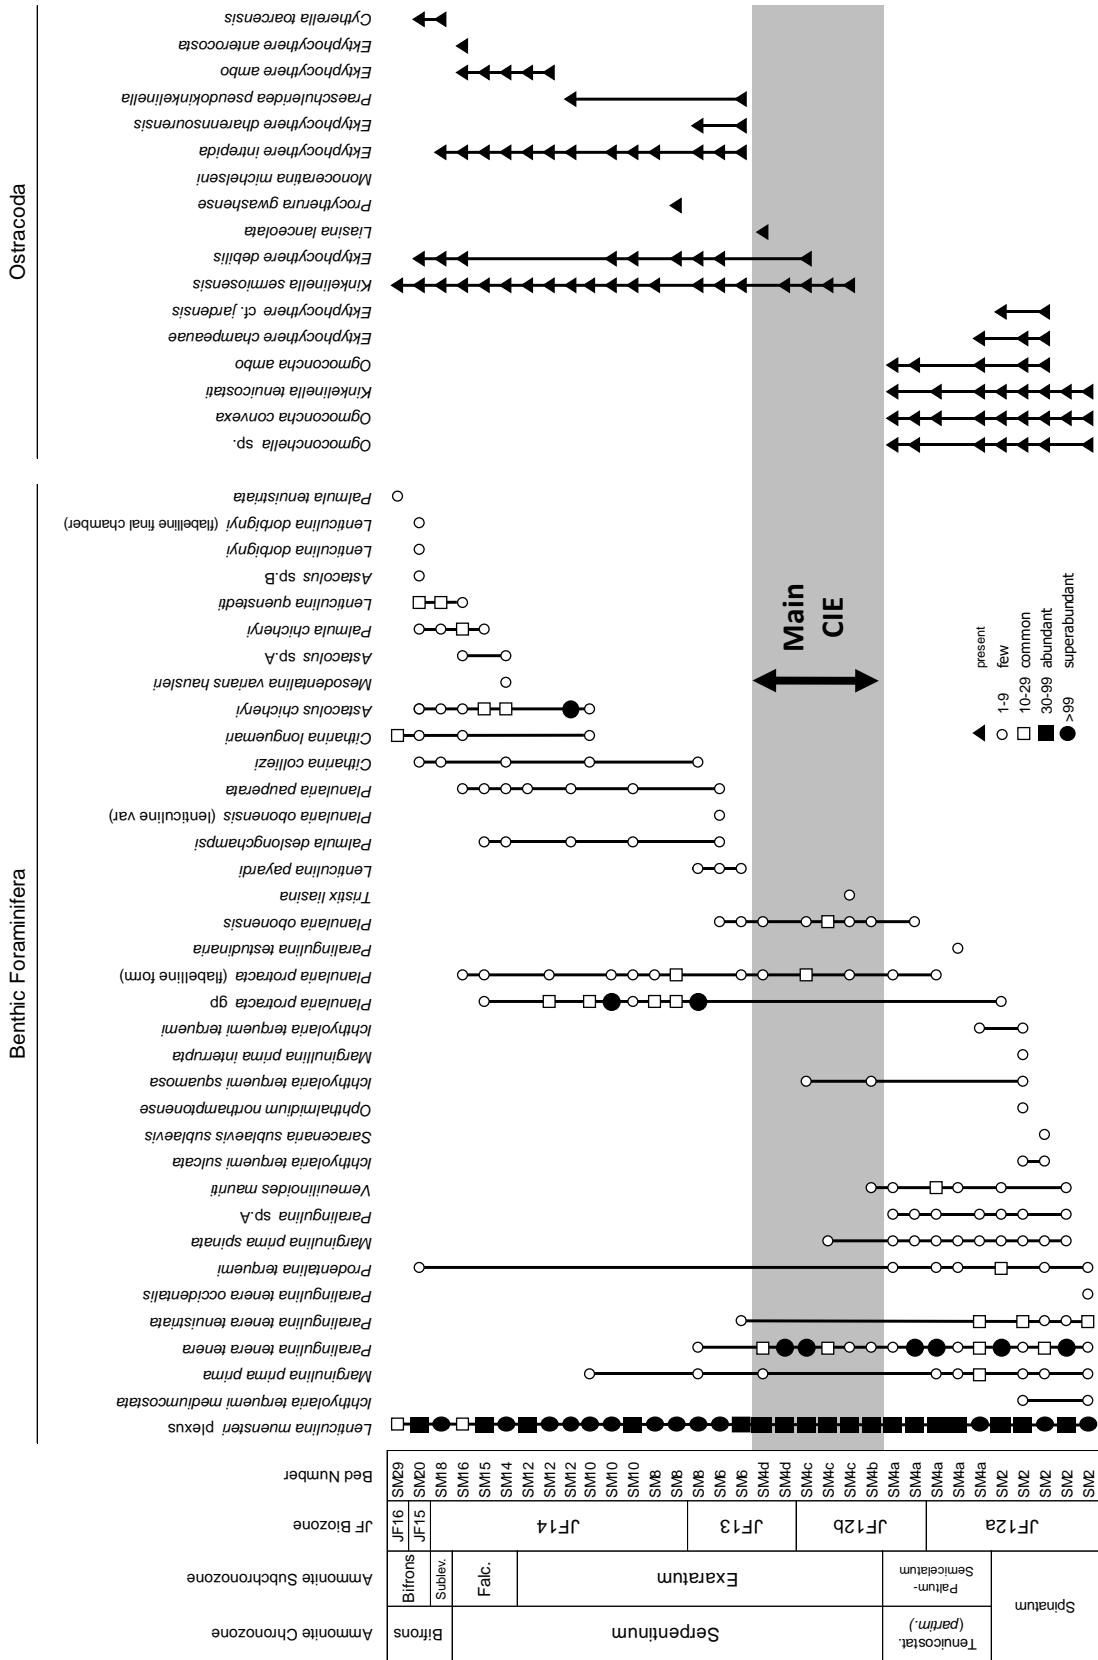 Ostracoda
Cytherella toarcensis
Ektyphocythere anterocosta
Ektyphocythere ambo
Praeschuleridea pseudokinkelinella
Ektyphocythere dharennsourensis
Ektyphocythere intrepida
Monoceratina michelseni
Procytherura gwashense
Liasina lanceolata
Ektyphocythere debilis
Kinkelinella sermoisensis
Ektyphocythere cf. jardensis
Ektyphocythere champeauae
Ogmoconcha ambo
Kinkelinella tenuicostati
Ogmoconcha convexa
Ogmoconchella sp.
Benthic Foraminifera
Palmula tenuistriata
Lenticulina dorbignyi (flabelline final chamber)
Lenticulina dorbignyi
Astacolus sp.B
Lenticulina quenstedti
Palmula chicheryi
Astacolus sp.A
Mesodentalina varians hausleri
Astacolus chicheryi
Citharina longuemari
Citharina colliezi
Planularia pauperata
Planularia obonensis (lenticuline var)
Palmula deslongchampsi
Lenticulina payardi
Tristix liasina
Planularia obonensis
Paralingulina testudinaria
Planularia protracta (flabelline form)
Planularia protracta gp
Ichthyolaria terquemi terquemi
Marginulina prima interrupta
Ichthyolaria terquemi squamosa
Ophthalmidium northamptonense
Saracenaria sublaevis sublaevis
Ichthyolaria terquemi sulcata
Verneuilinoides mauritii
Paralingulina sp.A
Marginulina prima spinata
Prodentalina terquemi
Paralingulina tenera occidentalis
Paralingulina tenera tenuistriata
Paralingulina tenera tenera
Marginulina prima prima
Ichthyolaria terquemi mediumcostata
Lenticulina muensteri plexus
Main
CIE
present
1-9 few
10-29 common
30-99 abundant
>99 superabundant
Bed Number
SM29
SM20
SM18
SM16
SM15
SM14
SM12
SM12
SM12
SM10
SM10
SM10
SM8
SM8
SM8
SM6
SM6
SM4d
SM4d
SM4c
SM4c
SM4c
SM4b
SM4a
SM4a
SM4a
SM4a
SM4a
SM2
SM2
SM2
SM2
SM2
JF Biozone
JF16
JF15
JF14
JF13
JF12b
JF12a
Ammonite Subchronozone
Bifrons
Sublev.
Falc.
Exaratum
Paltum-
Semicelatum
Ammonite Chronozone
Bifrons
Serpentinum
Tenuicostat.
(partim.)
Spinatum